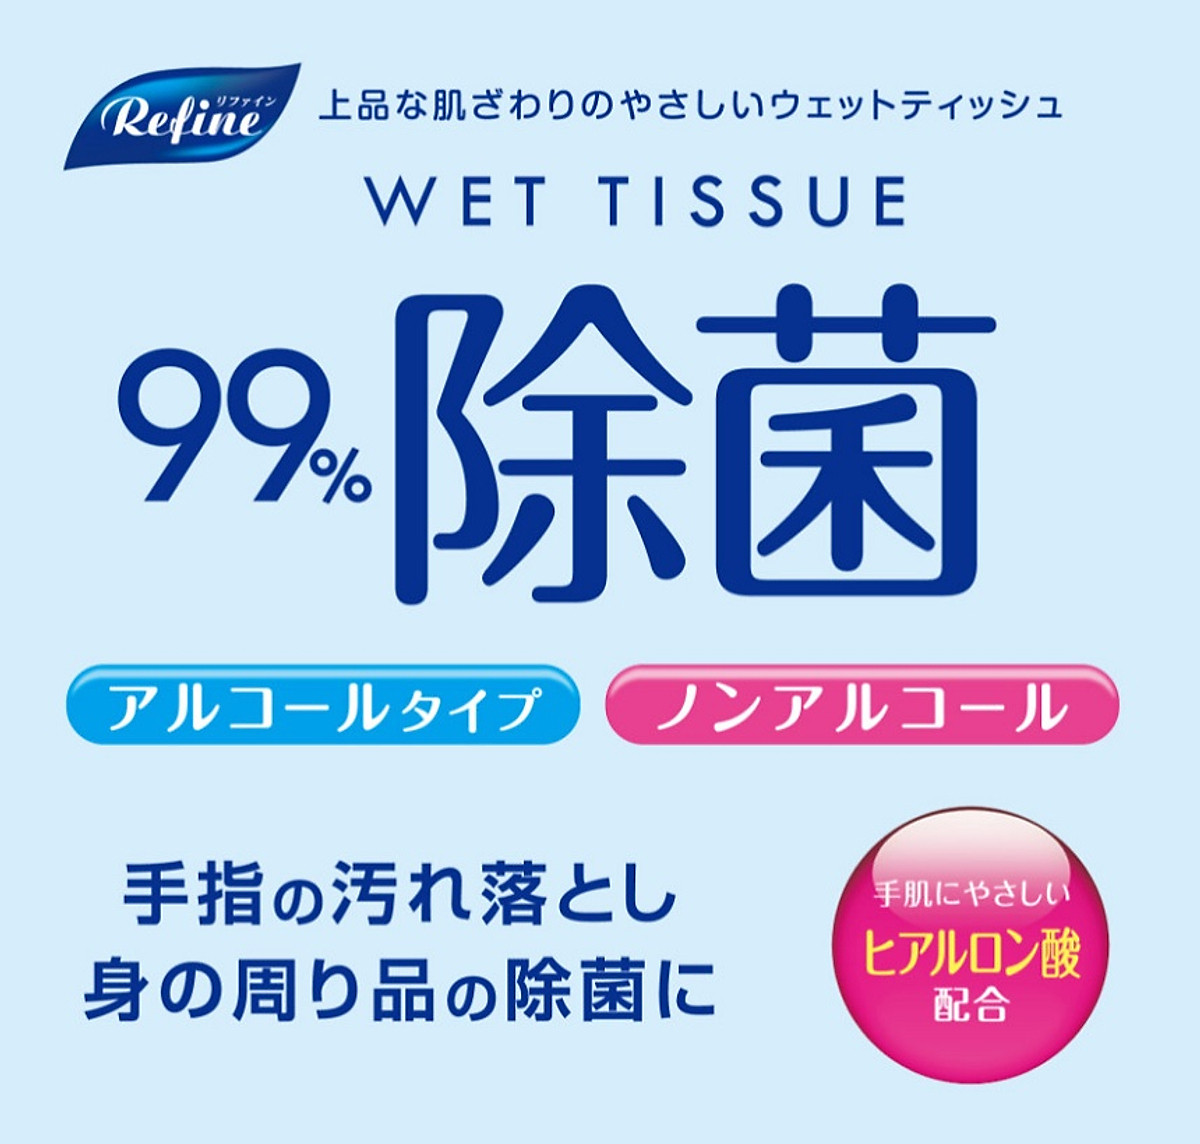 Refine
リファイン
上品な肌ざわりのやさしいウェットティッシュ
WET TISSUE
99%除菌
アルコールタイプ
ノンアルコール
手指の汚れ落とし
身の周り品の除菌に
手肌にやさしい
ヒアルロン酸
配合